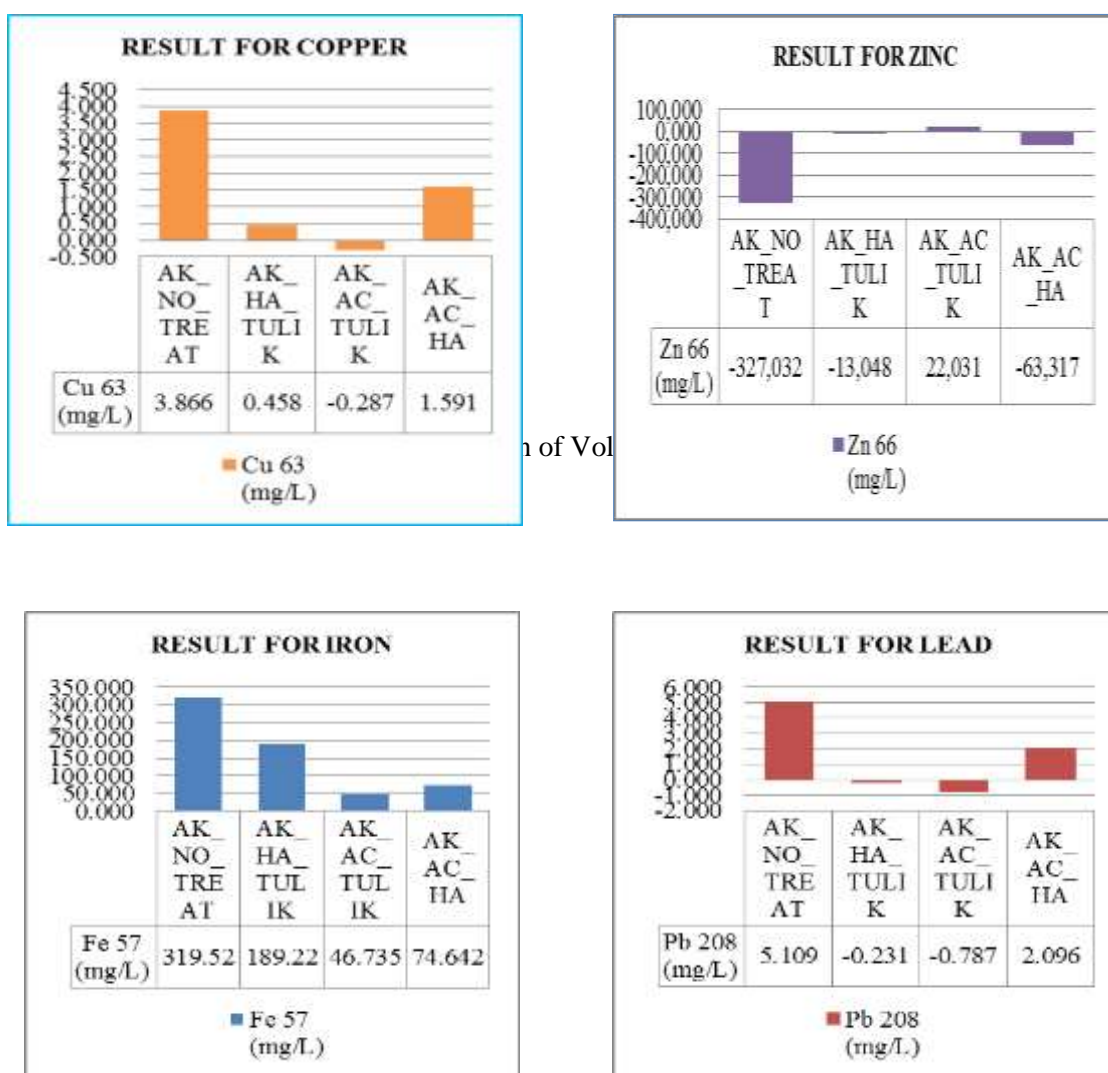 RESULT FOR COPPER
4.500
4.000
3.500
3.000
2.500
2.000
1.500
1.000
0.500
0.000
-0.500
AK_ NO_ TRE AT
AK_ HA_ TULI K
AK_ AC_ TULI K
AK_ AC_ HA
Cu 63 (mg/L) 3.866 0.458 -0.287 1.591
Cu 63
(mg/L)
RESULT FOR ZINC
100,000
0.000
-100,000
-200,000
-300,000
-400,000
AK_NO _TREA T
AK_HA _TULI K
AK_AC _TULI K
AK_AC _HA
Zn 66 (mg/L) -327,032 -13,048 22,031 -63,317
Zn 66
(mg/L)
of Vol
RESULT FOR IRON
350.000
300.000
250.000
200.000
150.000
100.000
50.000
0.000
AK_ NO_ TRE AT
AK_ HA_ TUL IK
AK_ AC_ TUL IK
AK_ AC_ HA
Fe 57 (mg/L) 319.52 189.22 46.735 74.642
Fe 57
(mg/L)
RESULT FOR LEAD
6.000
5.000
4.000
3.000
2.000
1.000
0.000
-1.000
-2.000
AK_ NO_ TRE AT
AK_ HA_ TULI K
AK_ AC_ TULI K
AK_ AC_ HA
Pb 208 (mg/L) 5.109 -0.231 -0.787 2.096
Pb 208
(mg/L)